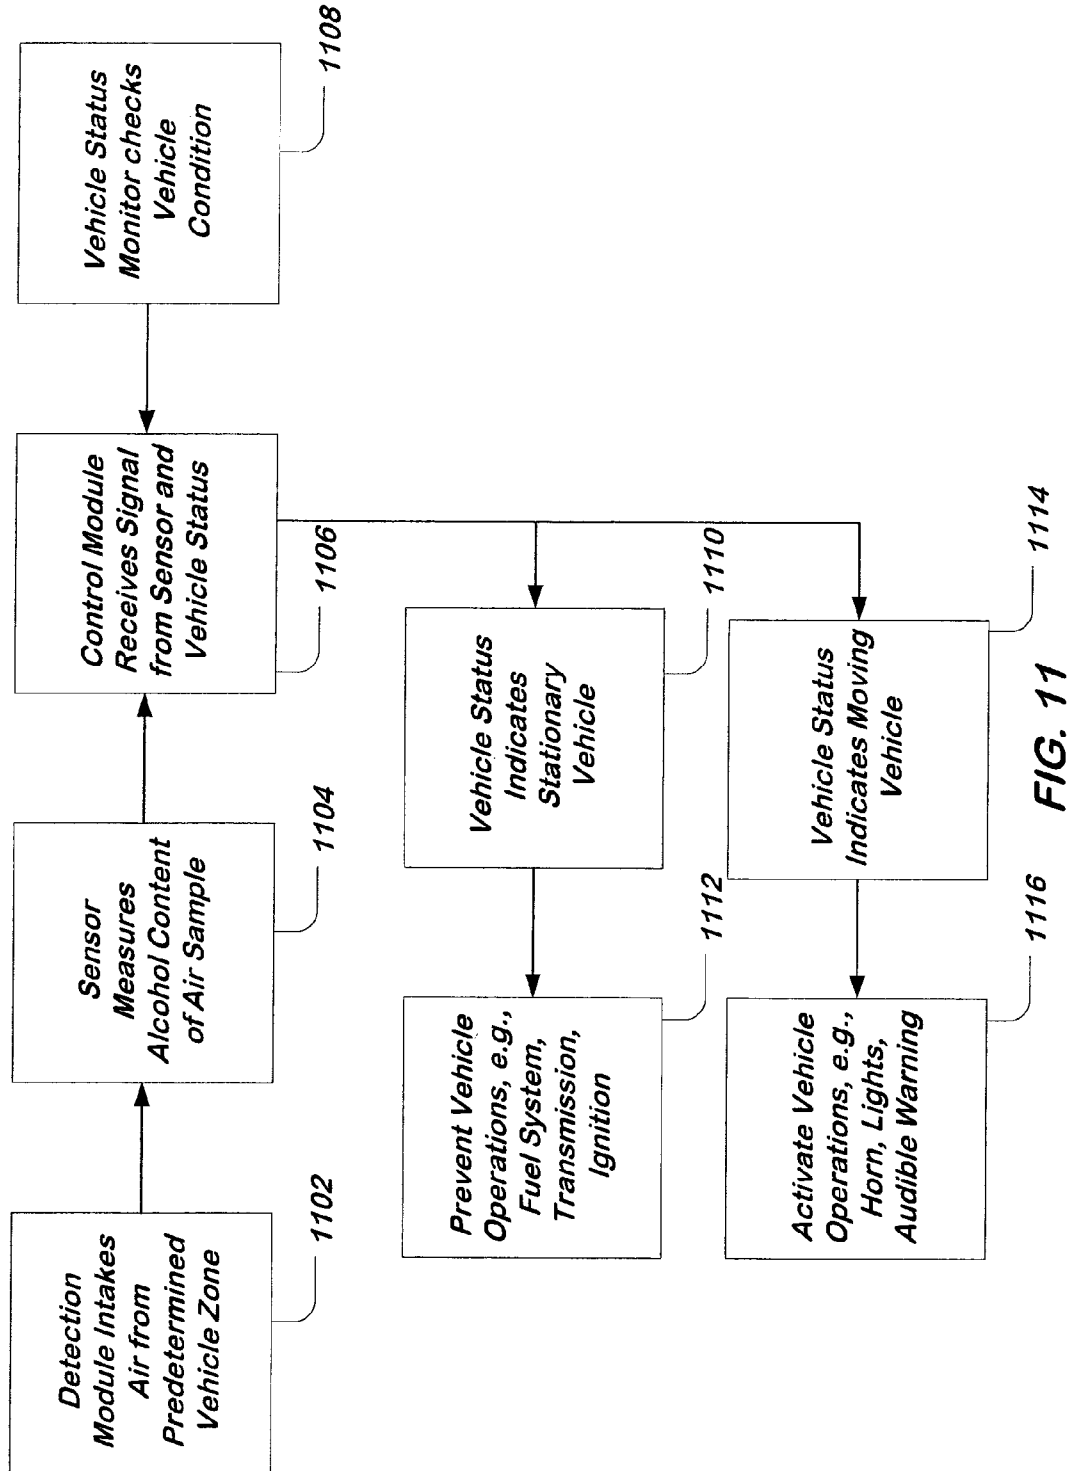 Detection
Module Intakes
Air from
Predetermined
Vehicle Zone
1102
Sensor
Measures
Alcohol Content
of Air Sample
1104
Control Module
Receives Signal
from Sensor and
Vehicle Status
1106
Vehicle Status
Monitor checks
Vehicle
Condition
1108
Prevent Vehicle
Operations, e.g.,
Fuel System,
Transmission,
Ignition
1112
Vehicle Status
Indicates
Stationary
Vehicle
1110
Activate Vehicle
Operations, e.g.,
Horn, Lights,
Audible Warning
1116
Vehicle Status
Indicates Moving
Vehicle
1114
FIG. 11